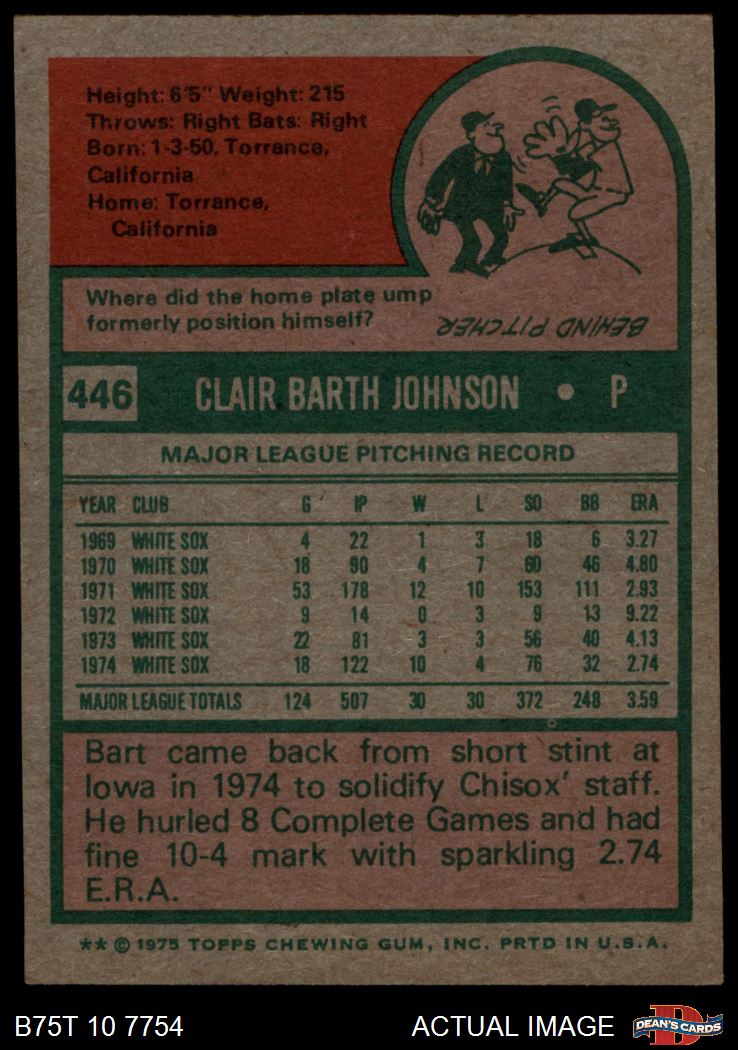 Height: 6'5" Weight: 215
Throws: Right Bats: Right
Born: 1-3-50, Torrance,
California
Home: Torrance,
California
Where did the home plate ump
formerly position himself?
BEHIND PITCHER
446 CLAIR BARTH JOHNSON • P
MAJOR LEAGUE PITCHING RECORD
YEAR CLUB G IP W L SO BB ERA
1969 WHITE SOX 4 22 1 3 18 6 3.27
1970 WHITE SOX 18 90 4 7 60 46 4.80
1971 WHITE SOX 53 178 12 10 153 111 2.93
1972 WHITE SOX 9 14 0 3 9 13 9.22
1973 WHITE SOX 22 81 3 3 56 40 4.13
1974 WHITE SOX 18 122 10 4 76 32 2.74
MAJOR LEAGUE TOTALS 124 507 30 30 372 248 3.59
Bart came back from short stint at
Iowa in 1974 to solidify Chisox' staff.
He hurled 8 Complete Games and had
fine 10-4 mark with sparkling 2.74
E.R.A.
** © 1975 TOPPS CHEWING GUM, INC. PRTD IN U.S.A.
B75T 10 7754 ACTUAL IMAGE D DEAN'S CARDS